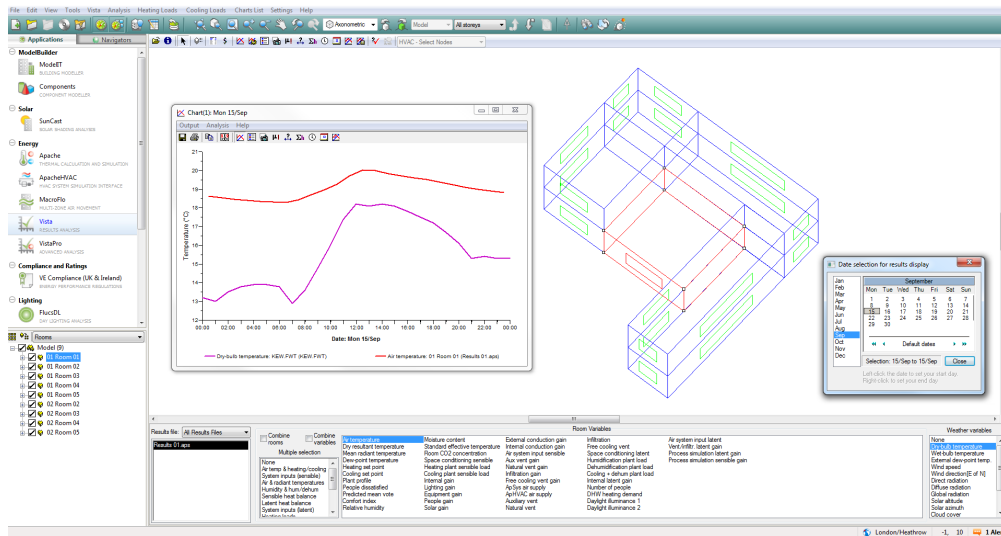 File Edit View Tools Vista Analysis Heating Loads Cooling Loads Charts List Settings Help
Axonometric
Model
All storeys
Applications
Navigators
HVAC - Select Nodes
ModelBuilder
ModelIT
BUILDING MODELLER
Components
COMPONENT MODELLER
Solar
SunCast
SOLAR SHADING ANALYSIS
Energy
Apache
THERMAL CALCULATION AND SIMULATION
ApacheHVAC
HVAC SYSTEM SIMULATION INTERFACE
MacroFlo
MULTI-ZONE AIR MOVEMENT
Vista
RESULTS ANALYSIS
VistaPro
ADVANCED ANALYSIS
Compliance and Ratings
VE Compliance (UK & Ireland)
ENERGY PERFORMANCE REGULATIONS
Lighting
FlucsDL
DAY LIGHTING ANALYSIS
Rooms
Model (9)
01 Room 01
01 Room 02
01 Room 03
01 Room 04
01 Room 05
02 Room 02
02 Room 03
02 Room 04
02 Room 05
Chart(1): Mon 15/Sep
Output Analysis Help
21
20
19
18
17
16
15
14
13
12
Temperature (°C)
00:00 02:00 04:00 06:00 08:00 10:00 12:00 14:00 16:00 18:00 20:00 22:00 00:00
Date: Mon 15/Sep
Dry-bulb temperature: KEW.FWT (KEW.FWT)
Air temperature: 01 Room 01 (Results 01.aps)
Date selection for results display
Jan
Feb
Mar
Apr
May
Jun
Jul
Aug
Sep
Oct
Nov
Dec
September
Mon Tue Wed Thu Fri Sat Sun
1 2 3 4 5 6 7
8 9 10 11 12 13 14
15 16 17 18 19 20 21
22 23 24 25 26 27 28
29 30
Default dates
Selection: 15/Sep to 15/Sep
Close
Left-click the date to set your start day.
Right-click to set your end day.
Results file:
All Results Files
Results 01.aps
Combine rooms
Combine variables
Multiple selection
None
Air temp & heating/cooling
System inputs (sensible)
Air & radiant temperatures
Humidity & hum/dehum
Sensible heat balance
Latent heat balance
System inputs (latent)
Heating loads
Room Variables
Air temperature
Dry resultant temperature
Mean radiant temperature
Dew-point temperature
Heating set point
Cooling set point
Plant profile
People dissatisfied
Predicted mean vote
Comfort index
Relative humidity
Moisture content
Standard effective temperature
Room CO2 concentration
Space conditioning sensible
Heating plant sensible load
Cooling plant sensible load
Internal gain
Lighting gain
Equipment gain
People gain
Solar gain
External conduction gain
Internal conduction gain
Air system input sensible
Aux vent gain
Natural vent gain
Infiltration gain
Free cooling vent gain
ApSys air supply
ApHVAC air supply
Auxiliary vent
Natural vent
Infiltration
Free cooling vent
Internal latent gain
Number of people
DHW heating demand
Space conditioning latent
Humidification plant load
Dehumidification plant load
Cooling + dehum plant load
Daylight illuminance 1
Daylight illuminance 2
Air system input latent
Vent/Infiltr. latent gain
Process simulation latent gain
Process simulation sensible gain
Weather variables
None
Dry-bulb temperature
Wet-bulb temperature
External dew-point temp.
Wind speed
Wind direction[E of N]
Direct radiation
Diffuse radiation
Global radiation
Solar altitude
Solar azimuth
Cloud cover
London/Heathrow
-1, 10
1 Ale